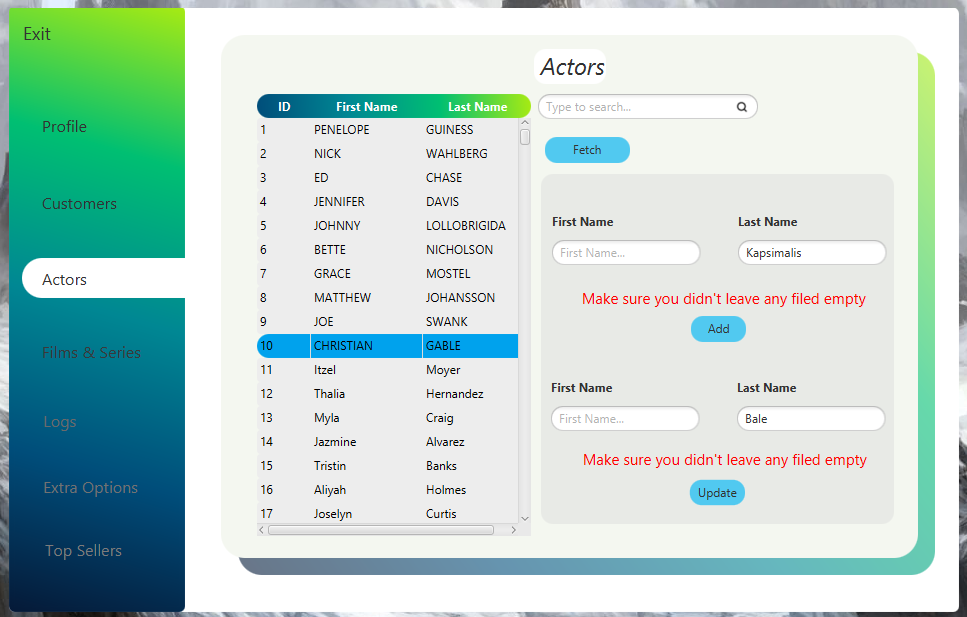 Exit
Profile
Customers
Actors
Films & Series
Logs
Extra Options
Top Sellers
Actors
ID First Name Last Name
1 PENELOPE GUINESS
2 NICK WAHLBERG
3 ED CHASE
4 JENNIFER DAVIS
5 JOHNNY LOLLOBRIGIDA
6 BETTE NICHOLSON
7 GRACE MOSTEL
8 MATTHEW JOHANSSON
9 JOE SWANK
10 CHRISTIAN GABLE
11 Itzel Moyer
12 Thalia Hernandez
13 Myla Craig
14 Jazmine Alvarez
15 Tristin Banks
16 Aliyah Holmes
17 Joselyn Curtis
Type to search...
Fetch
First Name Last Name
First Name... Kapsimalis
Make sure you didn't leave any filed empty
Add
First Name Last Name
First Name... Bale
Make sure you didn't leave any filed empty
Update